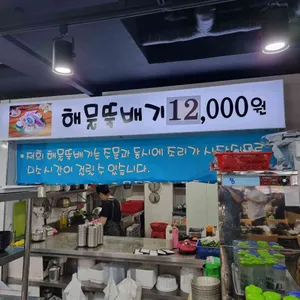 해물뚝배기 12,000원
* 저희 해물뚝배기는 주문과 동시에 조리가 시작되므로
다소시간이 걸릴수 있습니다.